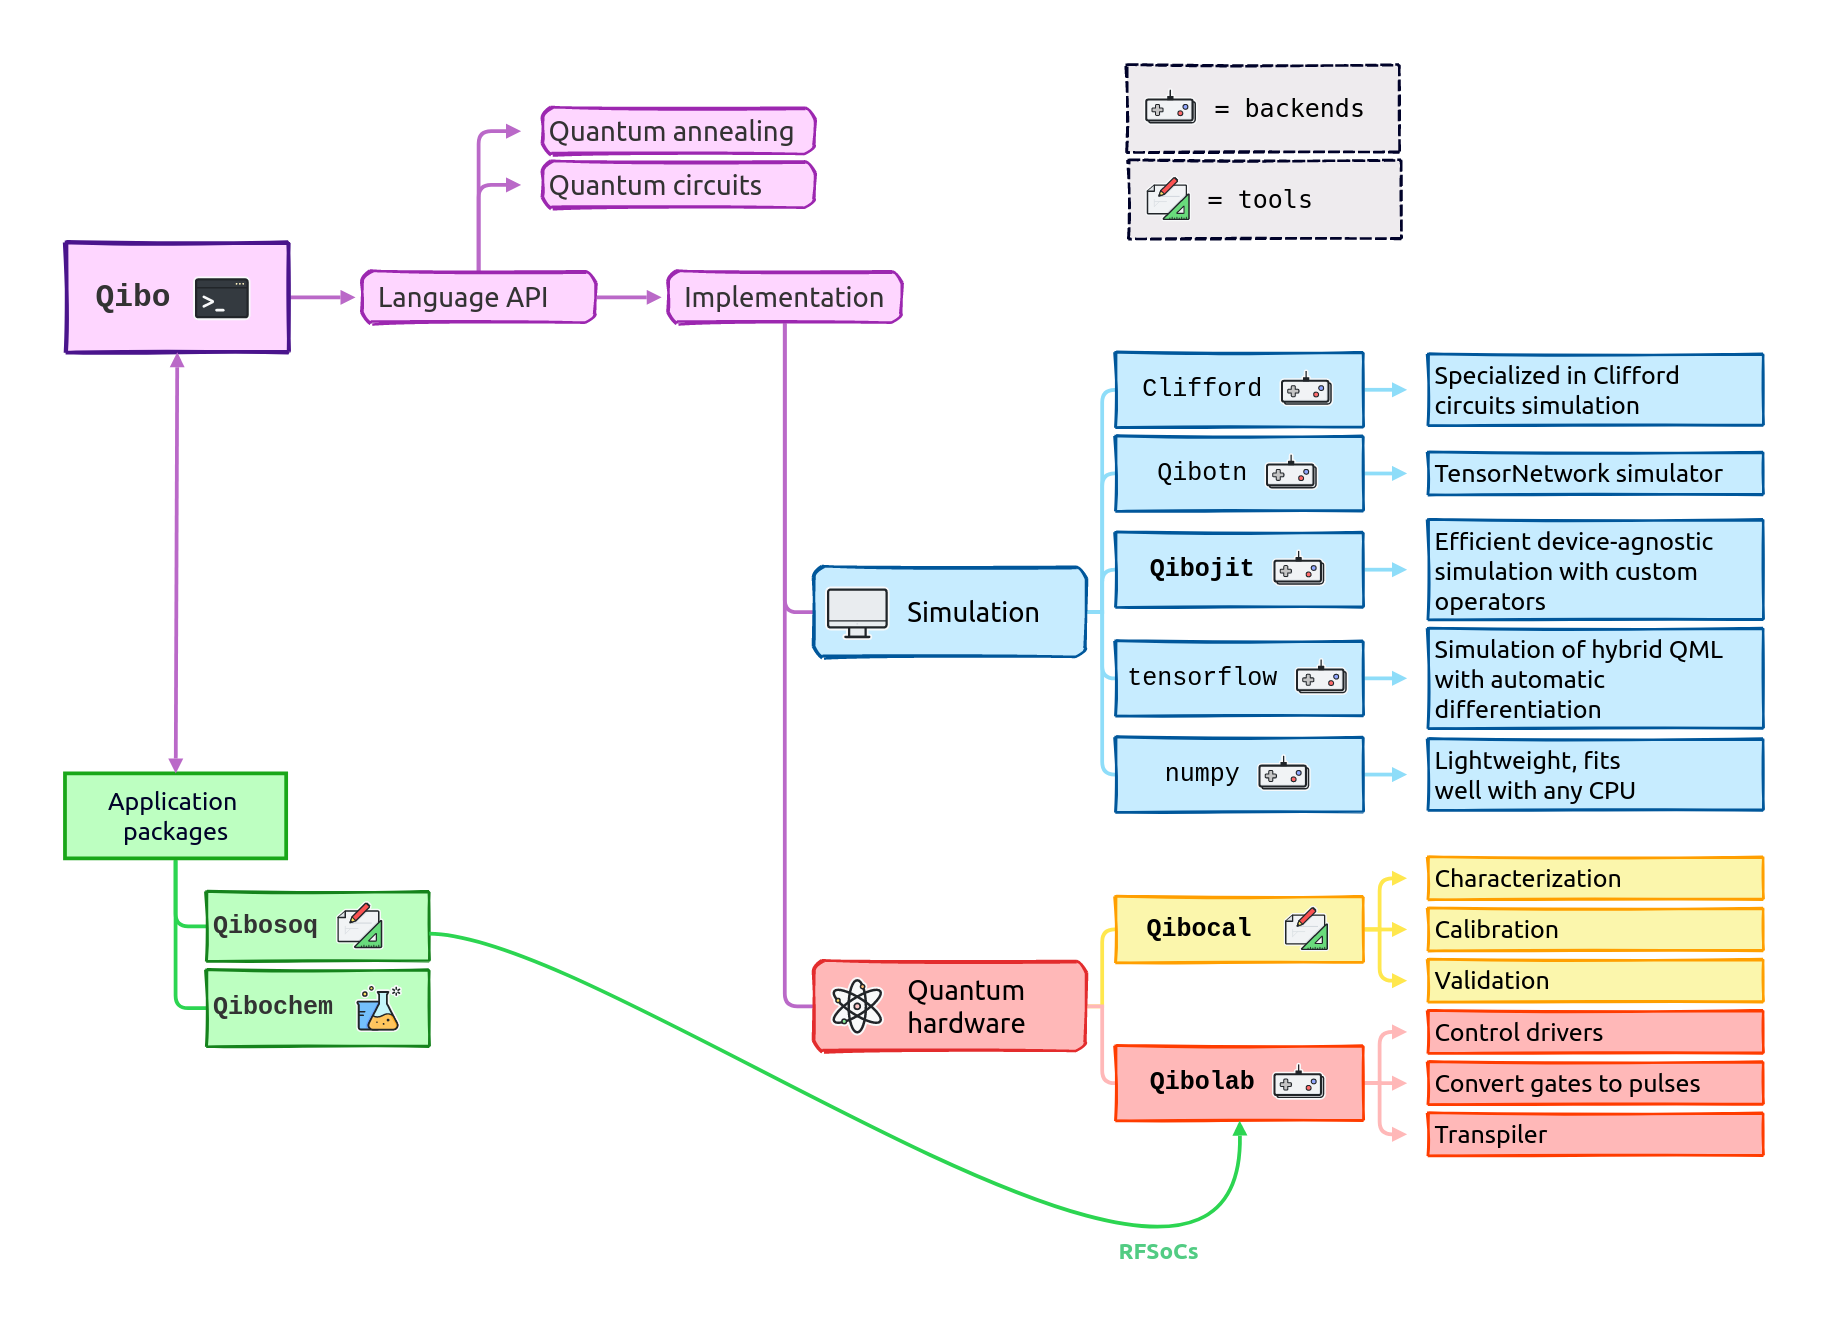 = backends
= tools
Quantum annealing
Quantum circuits
Qibo
>_
Language API
Implementation
Clifford
Specialized in Clifford
circuits simulation
Qibotn
TensorNetwork simulator
Qibojit
Efficient device-agnostic
simulation with custom
operators
Simulation
tensorflow
Simulation of hybrid QML
with automatic
differentiation
numpy
Lightweight, fits
well with any CPU
Application
packages
Qibosoq
Qibochem
Quantum
hardware
Qibocal
Characterization
Calibration
Validation
Qibolab
Control drivers
Convert gates to pulses
Transpiler
RFSoCs